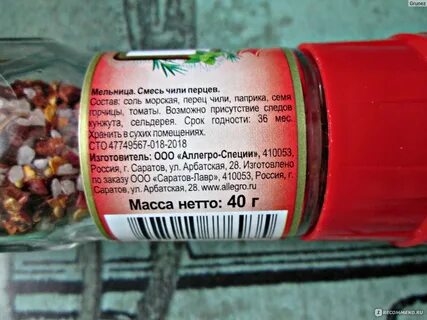 Grunez
Мельница. Смесь чили перцев.
Состав: соль морская, перец чили, паприка, семя
горчицы, томаты. Возможно присутствие следов
кунжута, сельдерея. Срок годности: 36 мес.
Хранить в сухих помещениях.
СТО 47749567-018-2018
Изготовитель: ООО «Аллегро-Специи», 410053,
Россия, г. Саратов, ул. Арбатская, 28. Изготовлено
по заказу ООО «Саратов-Лавр», 410053, Россия, г.
Саратов, ул. Арбатская, 28. www.allegro.ru
Масса нетто: 40 г
IRECOMMEND.RU